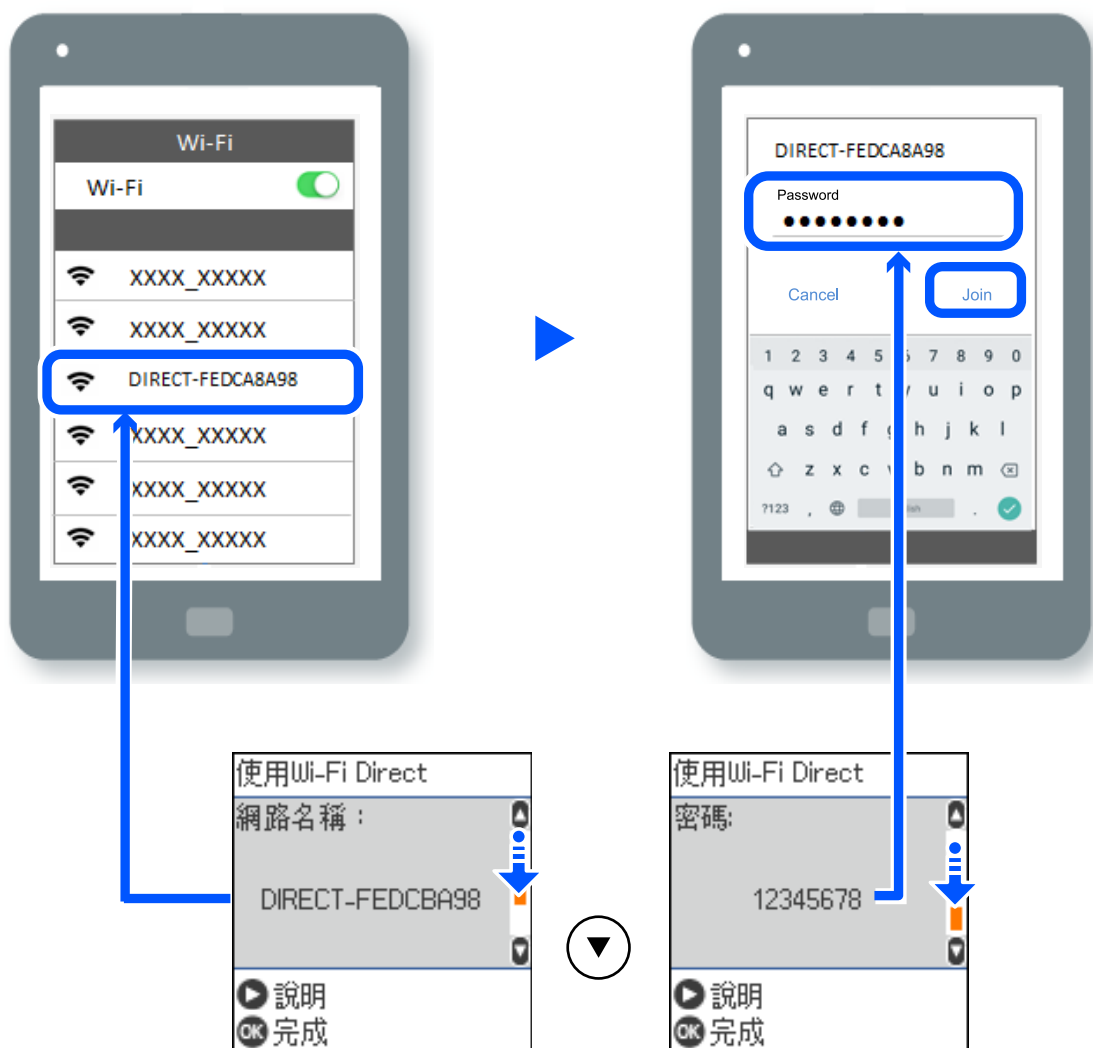 Wi-Fi
Wi-Fi
XXXX_XXXXX
XXXX_XXXXX
DIRECT-FEDCA8A98
XXXX_XXXXX
XXXX_XXXXX
XXXX_XXXXX
DIRECT-FEDCA8A98
Password
●●●●●●●●
Cancel Join
1 2 3 4 5 7 8 9 0
q w e r t u i o p
a s d f h j k l
z x c b n m
?123 , .
使用Wi-Fi Direct
網路名稱：
DIRECT-FEDCBA98
說明
OK 完成
使用Wi-Fi Direct
密碼:
12345678
說明
OK 完成